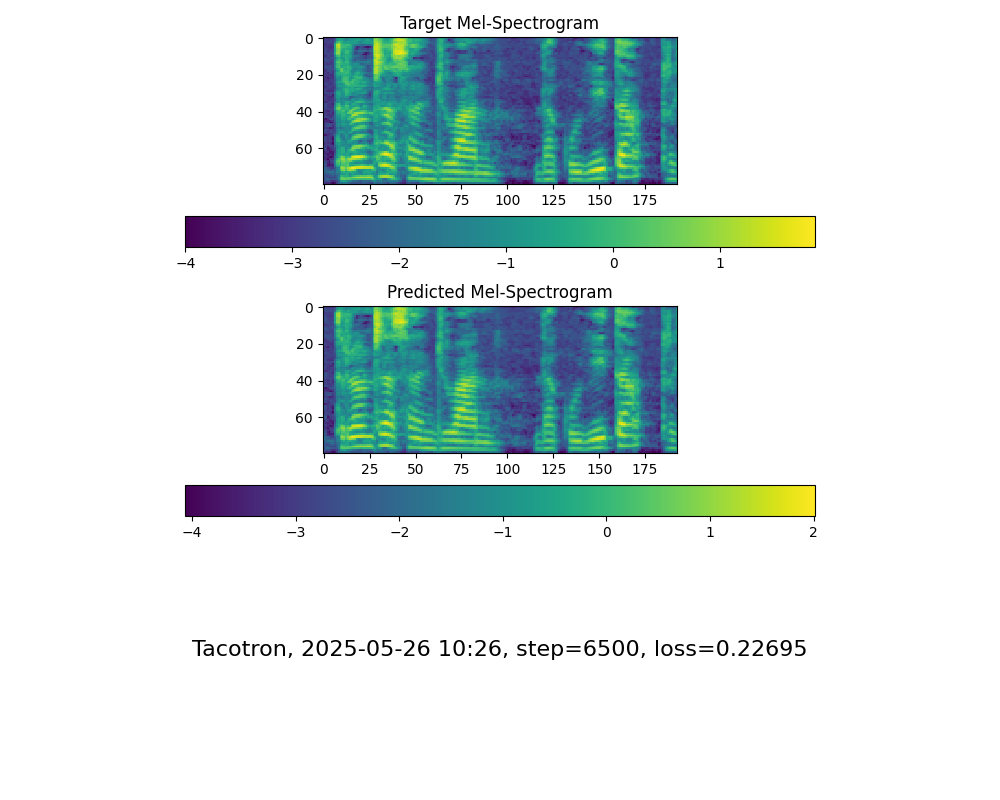 Target Mel-Spectrogram
0
20
40
60
0 25 50 75 100 125 150 175
−4 −3 −2 −1 0 1
Predicted Mel-Spectrogram
0
20
40
60
0 25 50 75 100 125 150 175
−4 −3 −2 −1 0 1 2
Tacotron, 2025-05-26 10:26, step=6500, loss=0.22695